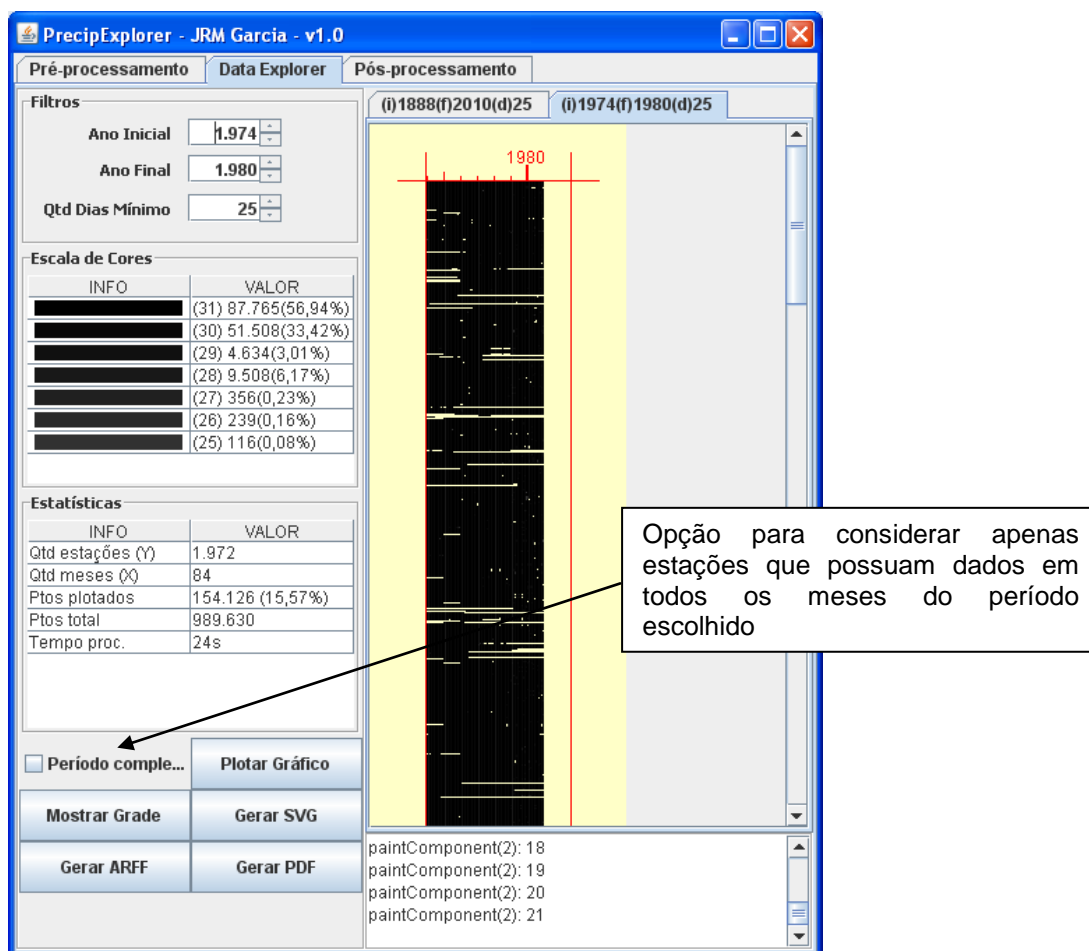 PrecipExplorer - JRM Garcia - v1.0
Pré-processamento Data Explorer Pós-processamento
Filtros
Ano Inicial 1.974
Ano Final 1.980
Qtd Dias Mínimo 25
Escala de Cores
INFO VALOR
(31) 87.765(56,94%)
(30) 51.508(33,42%)
(29) 4.634(3,01%)
(28) 9.508(6,17%)
(27) 356(0,23%)
(26) 239(0,16%)
(25) 116(0,08%)
Estatísticas
INFO VALOR
Qtd estações (Y) 1.972
Qtd meses (X) 84
Ptos plotados 154.126 (15,57%)
Ptos total 989.630
Tempo proc. 24s
Período comple... Plotar Gráfico
Mostrar Grade Gerar SVG
Gerar ARFF Gerar PDF
(i)1888(f)2010(d)25 (i)1974(f)1980(d)25
1980
paintComponent(2): 18
paintComponent(2): 19
paintComponent(2): 20
paintComponent(2): 21
Opção para considerar apenas
estações que possuam dados em
todos os meses do período
escolhido